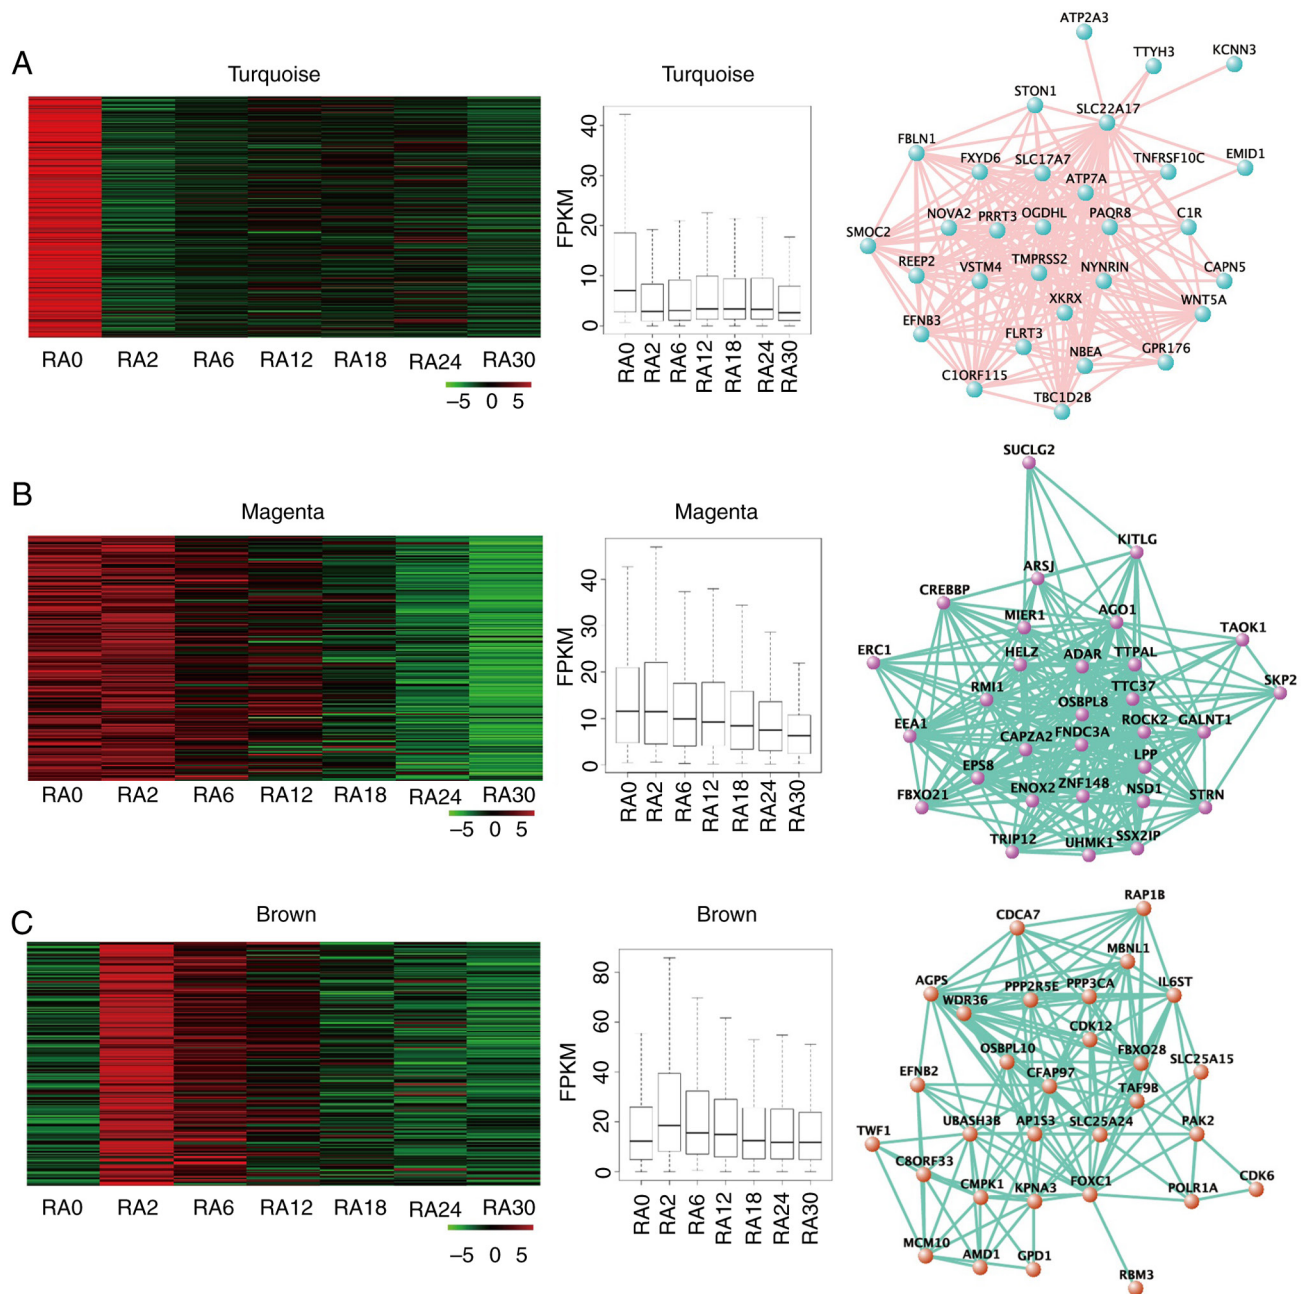 A
Turquoise
RA0 RA2 RA6 RA12 RA18 RA24 RA30
–5 0 5
Turquoise
FPKM
40
30
20
10
0
RA0 RA2 RA6 RA12 RA18 RA24 RA30
ATP2A3
TTYH3 KCNN3
STON1
SLC22A17
FBLN1
FXYD6 SLC17A7 TNFRSF10C EMID1
ATP7A
NOVA2 PRRT3 OGDHL PAQR8 C1R
SMOC2
REEP2 VSTM4 TMPRSS2 NYNRIN CAPN5
XKRX WNT5A
EFNB3 FLRT3
NBEA GPR176
C1ORF115
TBC1D2B
B
Magenta
RA0 RA2 RA6 RA12 RA18 RA24 RA30
–5 0 5
Magenta
FPKM
40
30
20
10
0
RA0 RA2 RA6 RA12 RA18 RA24 RA30
SUCLG2
KITLG
ARSJ
CREBBP
MIER1 AGO1
TAOK1
ERC1 HELZ ADAR TTPAL
SKP2
RMI1 OSBPL8 TTC37
EEA1 CAPZA2 FNDC3A ROCK2 GALNT1
EPS8 LPP
FBXO21 ENOX2 ZNF148 NSD1 STRN
TRIP12 UHMK1 SSX2IP
C
Brown
RA0 RA2 RA6 RA12 RA18 RA24 RA30
–5 0 5
Brown
FPKM
80
60
40
20
0
RA0 RA2 RA6 RA12 RA18 RA24 RA30
RAP1B
CDCA7
MBNL1
AGPS PPP2R5E PPP3CA IL6ST
WDR36
CDK12
OSBPL10 FBXO28 SLC25A15
EFNB2 CFAP97
TAF9B
TWF1 UBASH3B AP1S3 SLC25A24 PAK2
C8ORF33
CMPK1 KPNA3 FOXC1 POLR1A CDK6
MCM10
AMD1 GPD1
RBM3